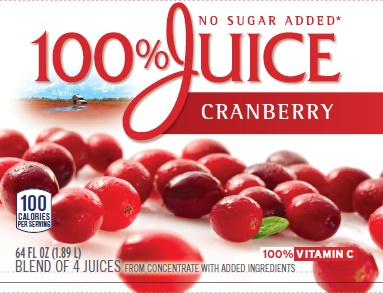 NO SUGAR ADDED*
100% JUICE
CRANBERRY
100
CALORIES
PER SERVING
64 FL OZ (1.89 L)
100% VITAMIN C
BLEND OF 4 JUICES FROM CONCENTRATE WITH ADDED INGREDIENTS